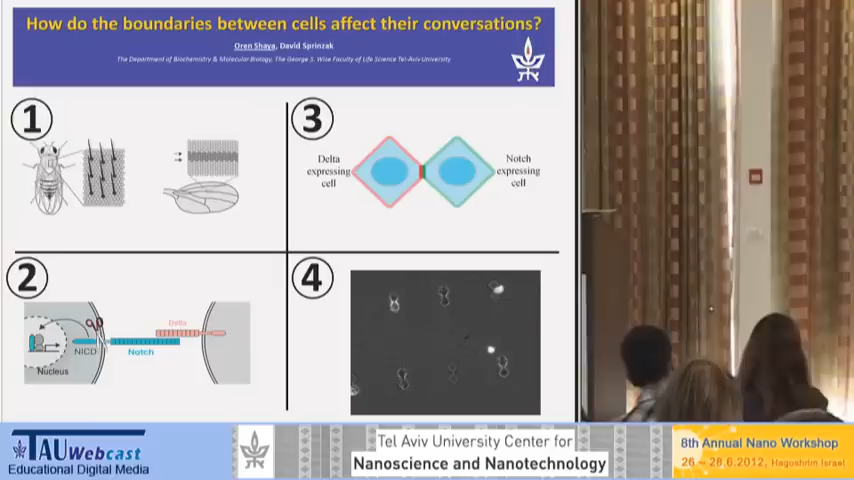 How do the boundaries between cells affect their conversations?
Oren Shaya, David Sprinzak
The Department of Biochemistry & Molecular Biology, The George S. Wise Faculty of Life Science Tel-Aviv University
1
3
Delta
expressing
cell
Notch
expressing
cell
2
4
Delta
NICD
Notch
Nucleus
TAU Webcast
Educational Digital Media
Tel Aviv University Center for
Nanoscience and Nanotechnology
8th Annual Nano Workshop
26 - 28.6.2012, Hagoshrim Israel